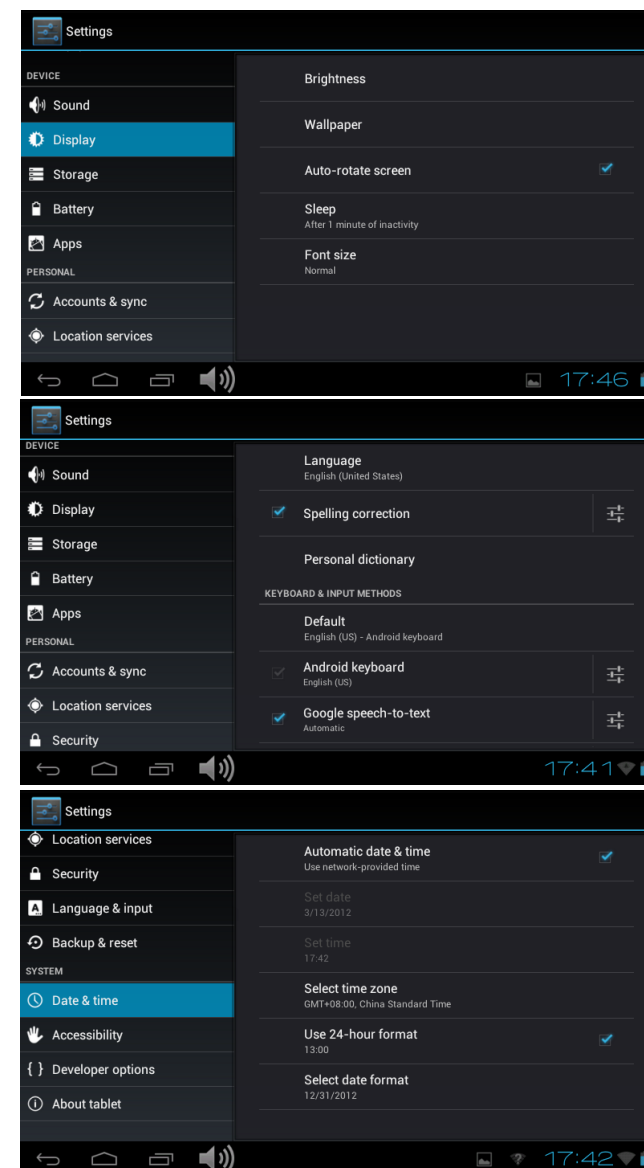 Settings
DEVICE
Sound
Display
Storage
Battery
Apps
PERSONAL
Accounts & sync
Location services
Brightness
Wallpaper
Auto-rotate screen
Sleep
After 1 minute of inactivity
Font size
Normal
17:46
Settings
DEVICE
Sound
Display
Storage
Battery
Apps
PERSONAL
Accounts & sync
Location services
Security
Language
English (United States)
Spelling correction
Personal dictionary
KEYBOARD & INPUT METHODS
Default
English (US) - Android keyboard
Android keyboard
English (US)
Google speech-to-text
Automatic
17:41
Settings
Location services
Security
Language & input
Backup & reset
SYSTEM
Date & time
Accessibility
{ } Developer options
About tablet
Automatic date & time
Use network-provided time
Set date
3/13/2012
Set time
17:42
Select time zone
GMT+08:00, China Standard Time
Use 24-hour format
13:00
Select date format
12/31/2012
17:42